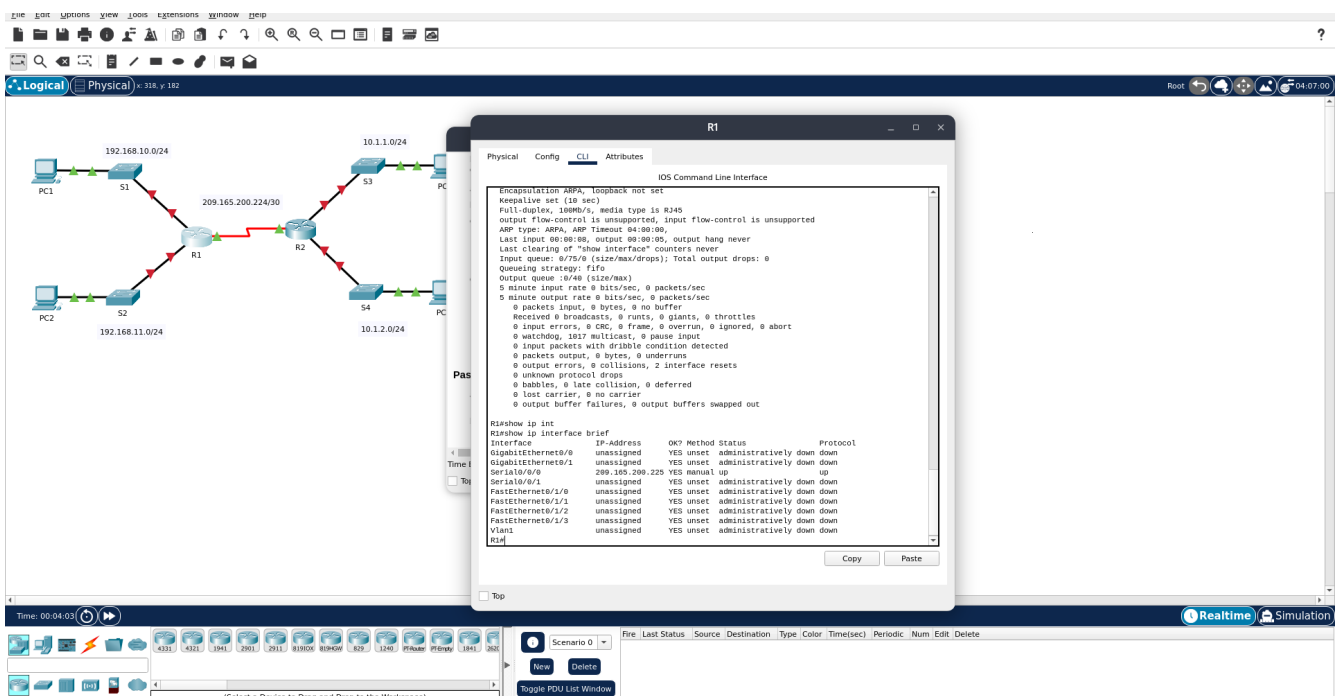 File Edit Options View Tools Extensions Window Help
?
Logical Physical x: 318, y: 182 Root 04:07:00
192.168.10.0/24
PC1
S1
209.165.200.224/30
R1
R2
S2
PC2
192.168.11.0/24
10.1.1.0/24
S3
PC
S4
PC
10.1.2.0/24
Pas
Time
To
R1
Physical Config CLI Attributes
IOS Command Line Interface
Encapsulation ARPA, loopback not set
Keepalive set (10 sec)
Full-duplex, 100Mb/s, media type is RJ45
output flow-control is unsupported, input flow-control is unsupported
ARP type: ARPA, ARP Timeout 04:00:00,
Last input 00:00:08, output 00:00:05, output hang never
Last clearing of "show interface" counters never
Input queue: 0/75/0 (size/max/drops); Total output drops: 0
Queueing strategy: fifo
Output queue :0/40 (size/max)
5 minute input rate 0 bits/sec, 0 packets/sec
5 minute output rate 0 bits/sec, 0 packets/sec
0 packets input, 0 bytes, 0 no buffer
Received 0 broadcasts, 0 runts, 0 giants, 0 throttles
0 input errors, 0 CRC, 0 frame, 0 overrun, 0 ignored, 0 abort
0 watchdog, 1017 multicast, 0 pause input
0 input packets with dribble condition detected
0 packets output, 0 bytes, 0 underruns
0 output errors, 0 collisions, 2 interface resets
0 unknown protocol drops
0 babbles, 0 late collision, 0 deferred
0 lost carrier, 0 no carrier
0 output buffer failures, 0 output buffers swapped out
R1#show ip int
R1#show ip interface brief
Interface IP-Address OK? Method Status Protocol
GigabitEthernet0/0 unassigned YES unset administratively down down
GigabitEthernet0/1 unassigned YES unset administratively down down
Serial0/0/0 209.165.200.225 YES manual up up
Serial0/0/1 unassigned YES unset administratively down down
FastEthernet0/1/0 unassigned YES unset administratively down down
FastEthernet0/1/1 unassigned YES unset administratively down down
FastEthernet0/1/2 unassigned YES unset administratively down down
FastEthernet0/1/3 unassigned YES unset administratively down down
Vlan1 unassigned YES unset administratively down down
R1#
Copy Paste
Top
Time: 00:04:03 Realtime Simulation
4331 4321 1941 2901 2911 819IOX 819HGW 829 1240 PT-Router PT-Empty 1841
Scenario 0
New Delete
Toggle PDU List Window
Fire Last Status Source Destination Type Color Time(sec) Periodic Num Edit Delete
(Select a Device to Drag and Drop to the Workspace)